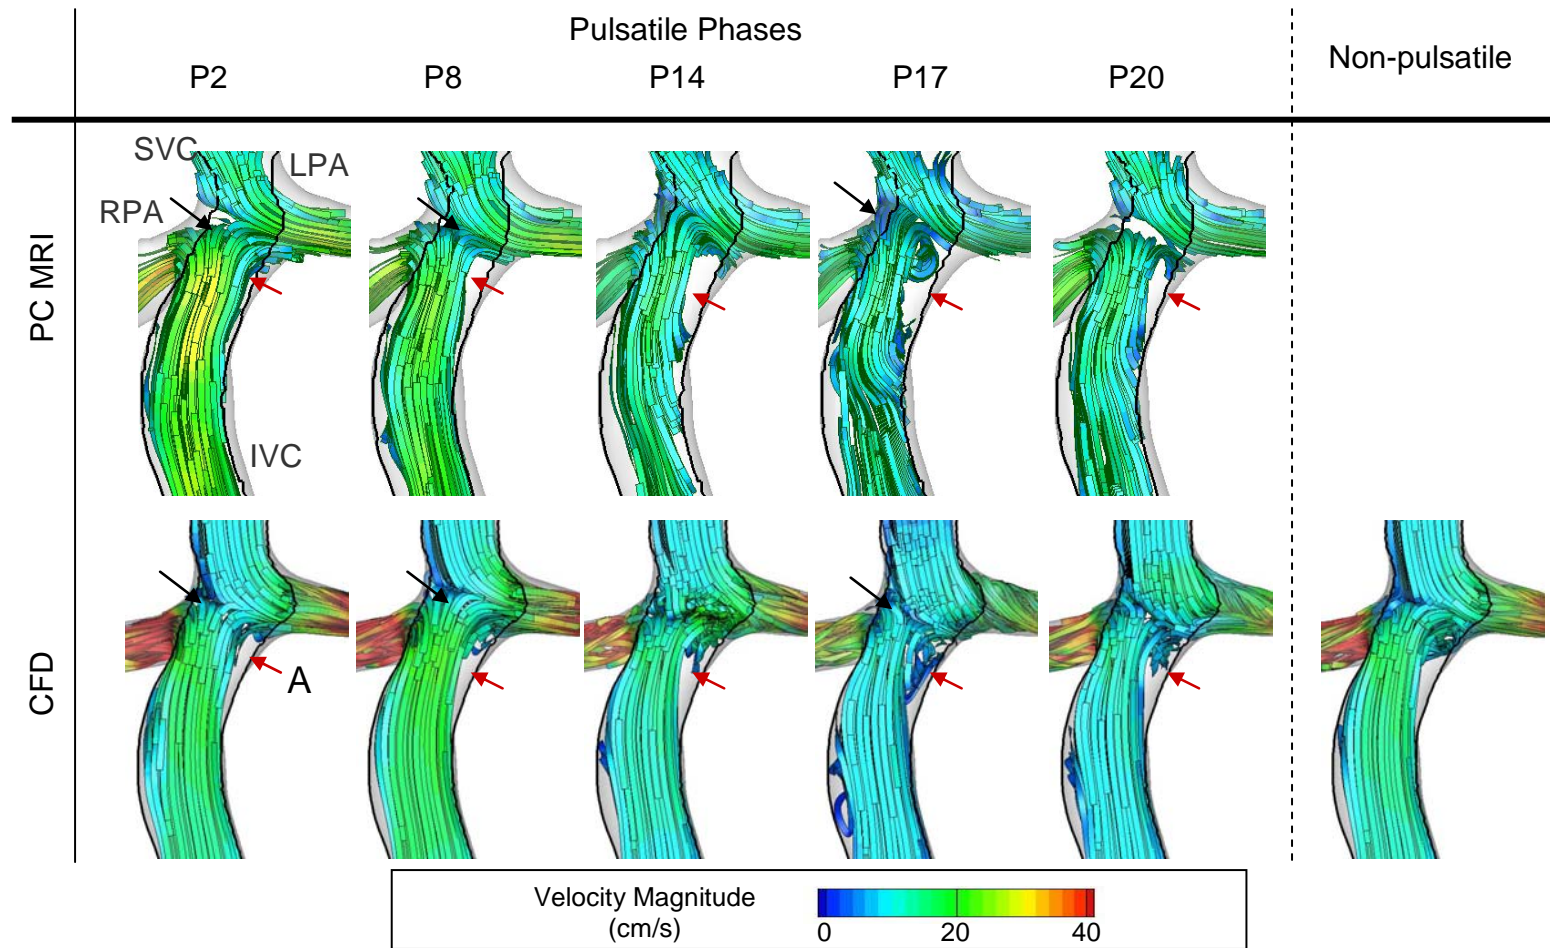 Pulsatile Phases
Non-pulsatile
P2 P8 P14 P17 P20
PC MRI
SVC
LPA
RPA
IVC
CFD
A
Velocity Magnitude
(cm/s)
0 20 40